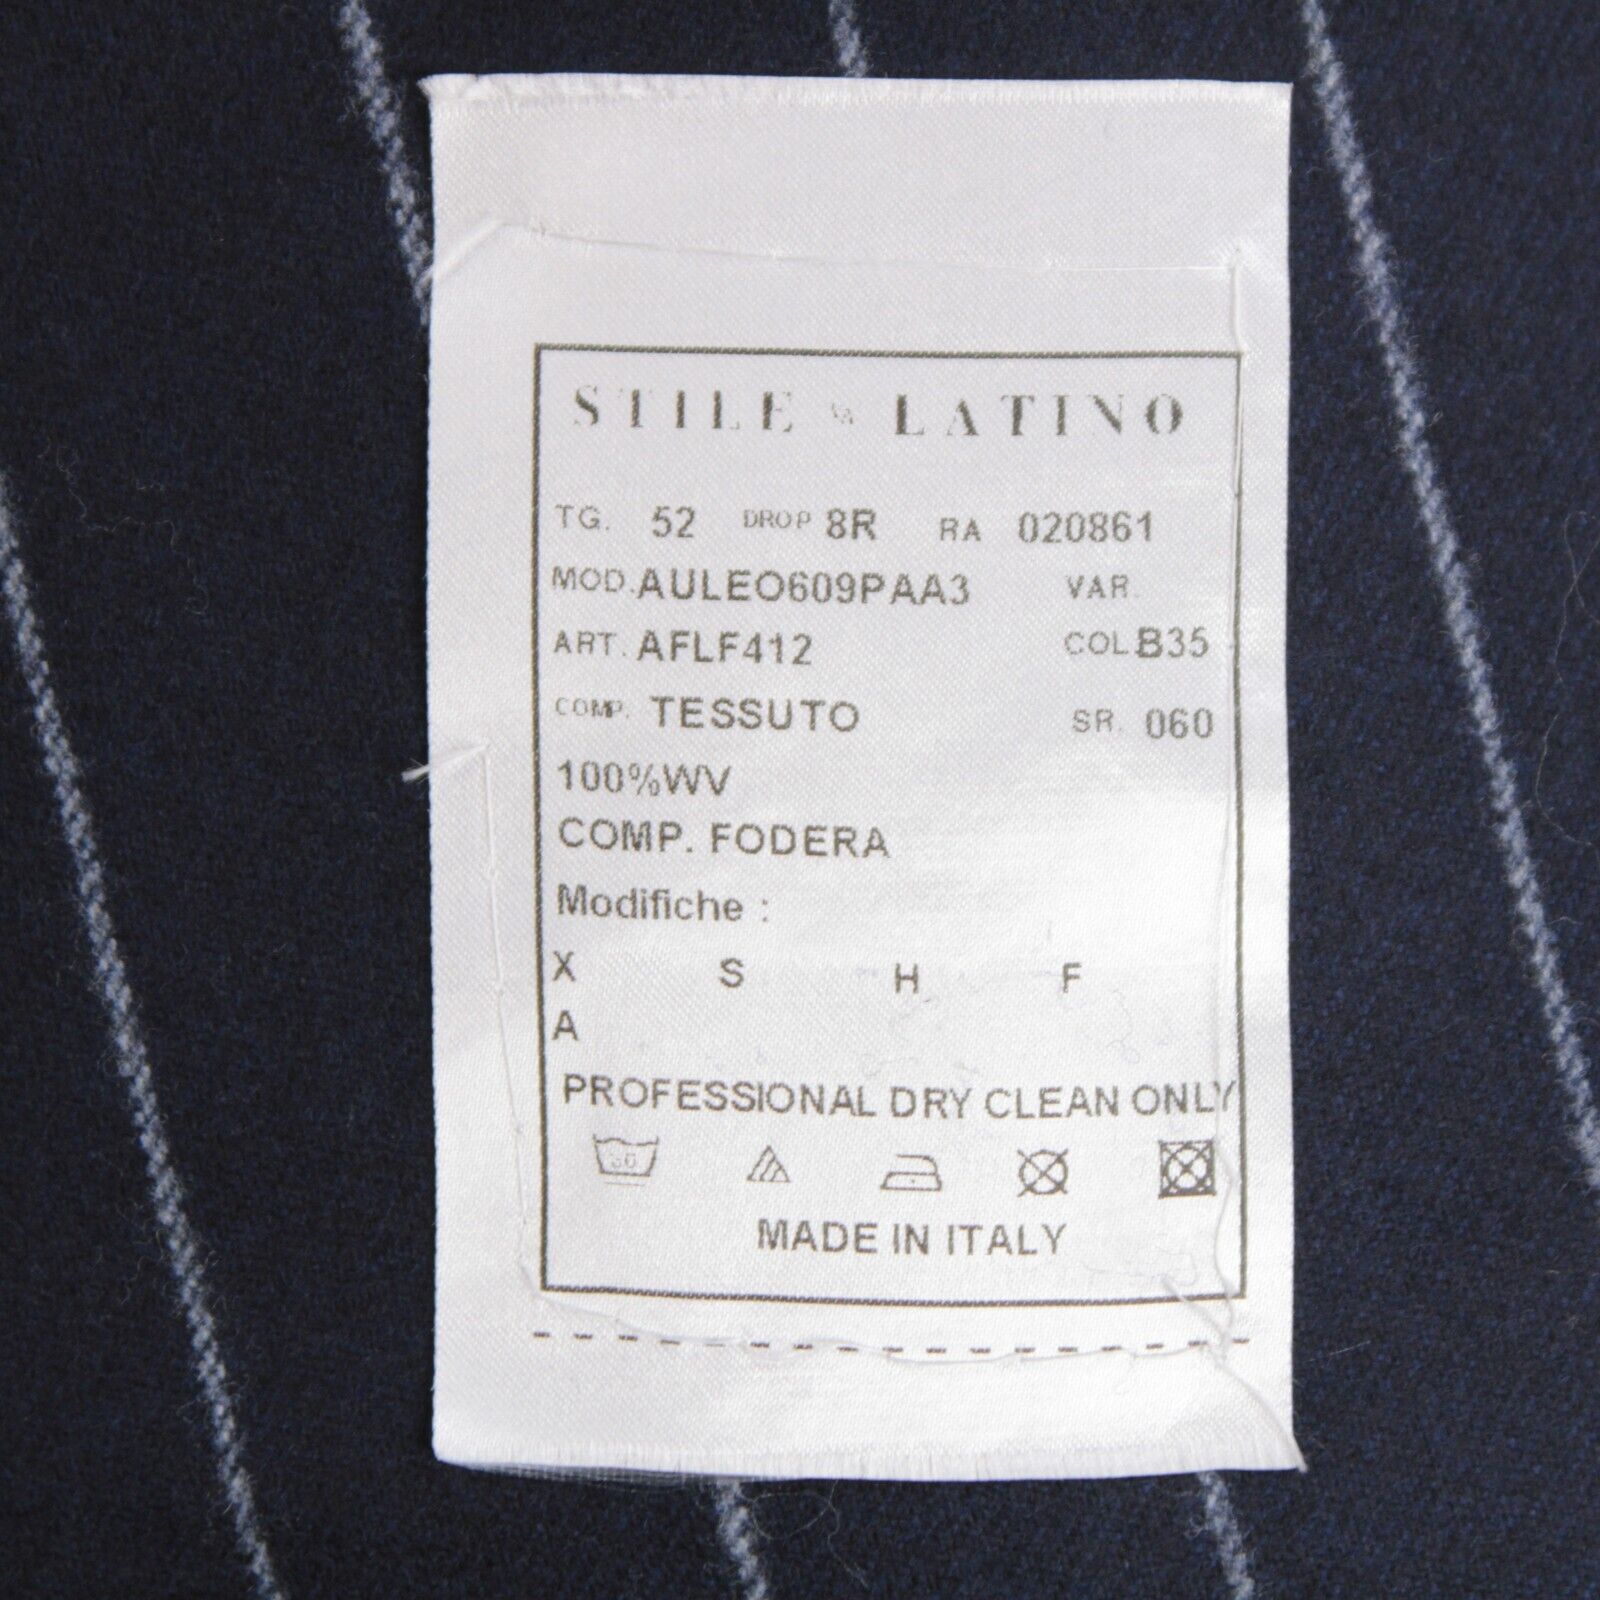 STILE LATINO
TG. 52 DROP 8R RA 020861
MOD. AULEO609PAA3 VAR.
ART. AFLF412 COL. B35
COMP. TESSUTO SR. 060
100%WV
COMP. FODERA
Modifiche :
X S H F
A
PROFESSIONAL DRY CLEAN ONLY
MADE IN ITALY